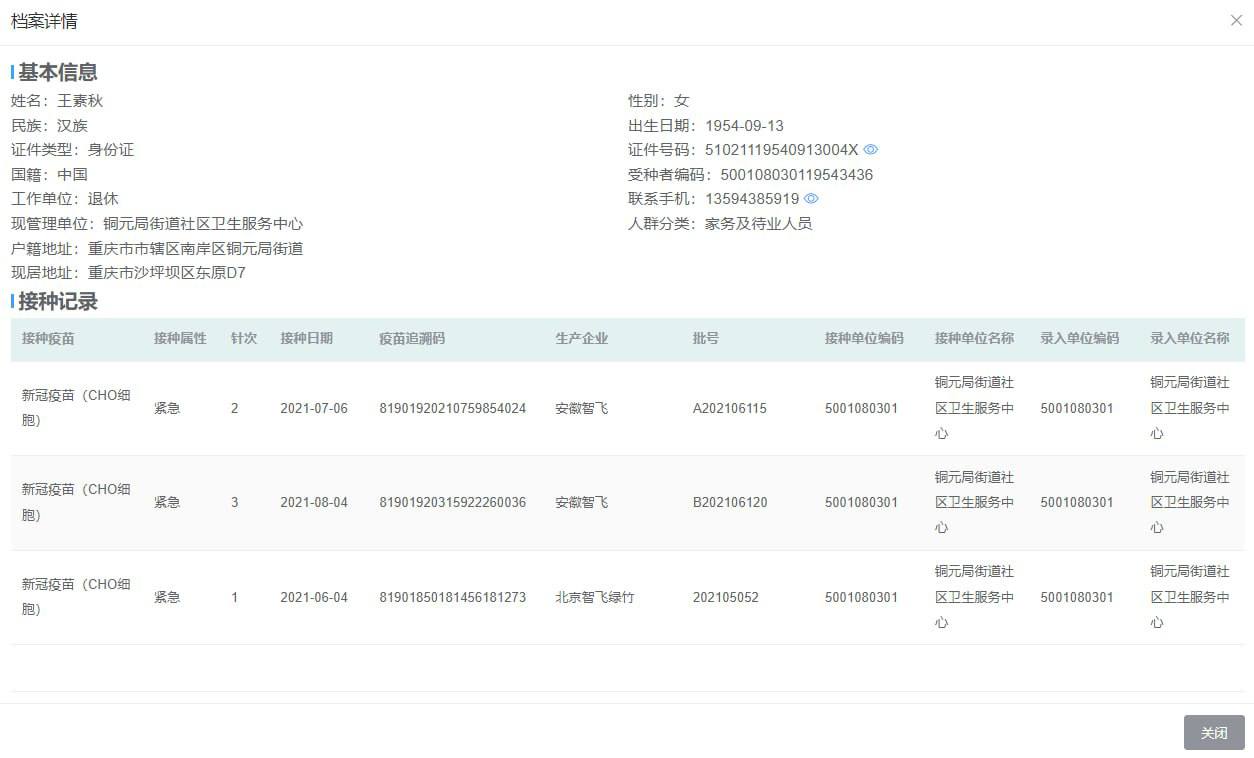 档案详情
基本信息
姓名：王素秋
性别：女
民族：汉族
出生日期：1954-09-13
证件类型：身份证
证件号码：51021119540913004X
国籍：中国
受种者编码：500108030119543436
工作单位：退休
联系手机：13594385919
现管理单位：铜元局街道社区卫生服务中心
人群分类：家务及待业人员
户籍地址：重庆市市辖区南岸区铜元局街道
现居地址：重庆市沙坪坝区东原D7
接种记录
接种疫苗 接种属性 针次 接种日期 疫苗追溯码 生产企业 批号 接种单位编码 接种单位名称 录入单位编码 录入单位名称
新冠疫苗（CHO细胞） 紧急 2 2021-07-06 81901920210759854024 安徽智飞 A202106115 5001080301 铜元局街道社区卫生服务中心 5001080301 铜元局街道社区卫生服务中心
新冠疫苗（CHO细胞） 紧急 3 2021-08-04 81901920315922260036 安徽智飞 B202106120 5001080301 铜元局街道社区卫生服务中心 5001080301 铜元局街道社区卫生服务中心
新冠疫苗（CHO细胞） 紧急 1 2021-06-04 81901850181456181273 北京智飞绿竹 202105052 5001080301 铜元局街道社区卫生服务中心 5001080301 铜元局街道社区卫生服务中心
关闭